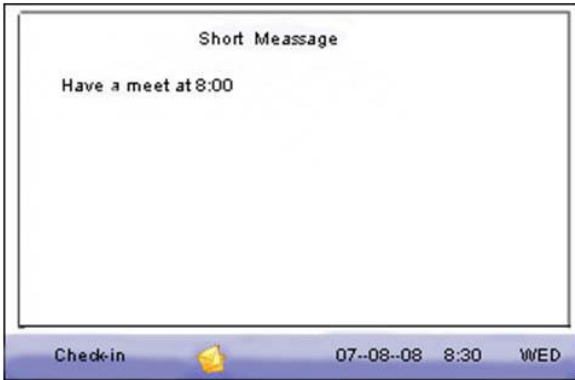 Short Meassage
Have a meet at 8:00
Check-in 07--08--08 8:30 WED